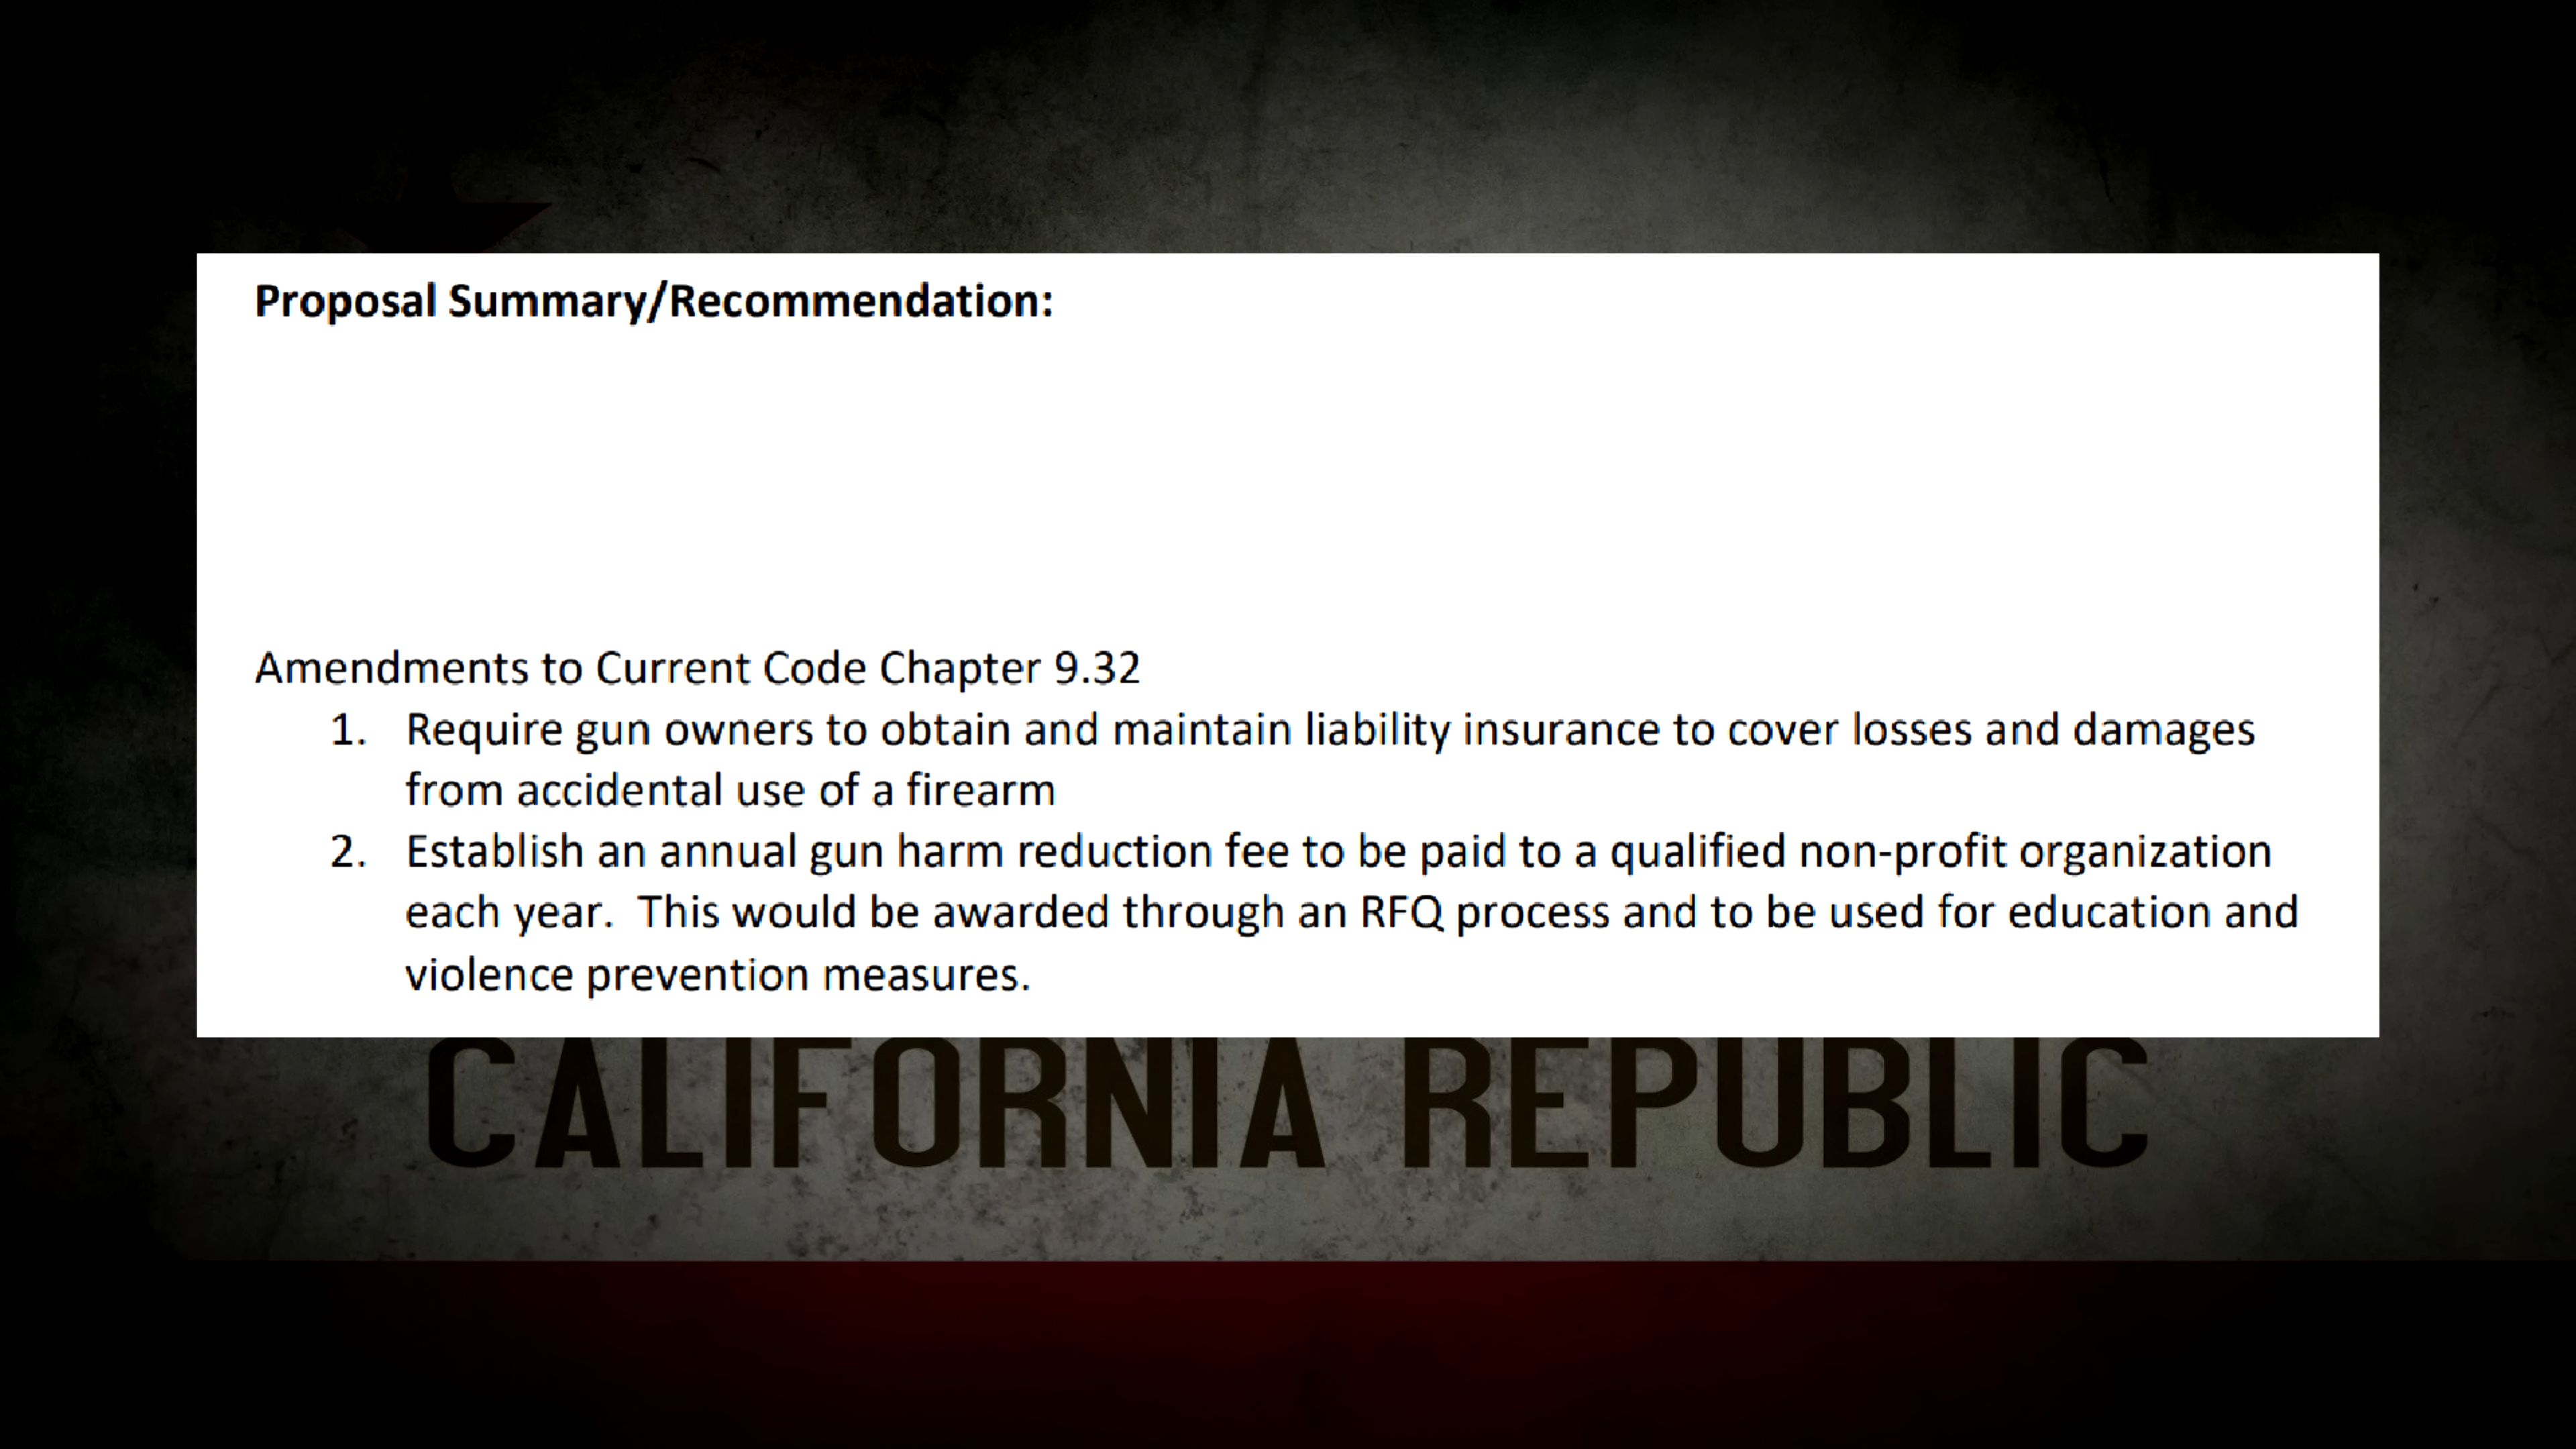 Proposal Summary/Recommendation:
Amendments to Current Code Chapter 9.32
1. Require gun owners to obtain and maintain liability insurance to cover losses and damages
from accidental use of a firearm
2. Establish an annual gun harm reduction fee to be paid to a qualified non-profit organization
each year.  This would be awarded through an RFQ process and to be used for education and
violence prevention measures.
CALIFORNIA REPUBLIC